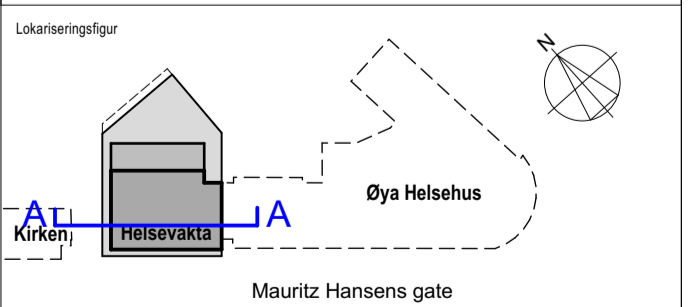 Lokariseringsfigur
N
Øya Helsehus
A A
Kirken Helsevakta
Mauritz Hansens gate